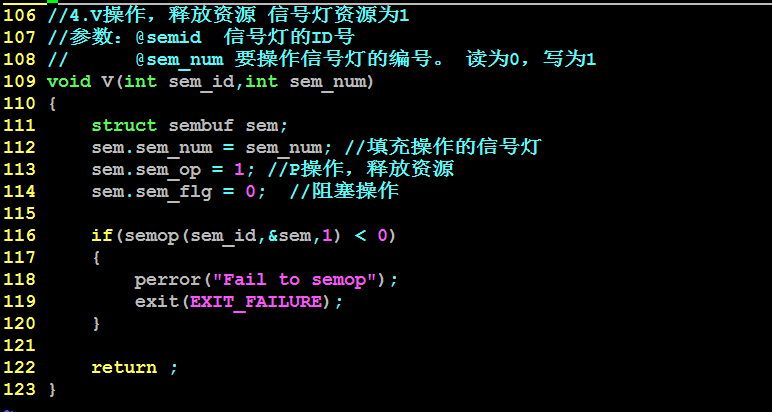 106 //4.V操作，释放资源 信号灯资源为1
107 //参数：@semid  信号灯的ID号
108 //      @sem_num 要操作信号灯的编号。 读为0，写为1
109 void V(int sem_id,int sem_num)
110 {
111     struct sembuf sem;
112     sem.sem_num = sem_num; //填充操作的信号灯
113     sem.sem_op = 1; //P操作，释放资源
114     sem.sem_flg = 0;  //阻塞操作
115
116     if(semop(sem_id,&sem,1) < 0)
117     {
118         perror("Fail to semop");
119         exit(EXIT_FAILURE);
120     }
121
122     return ;
123 }
~